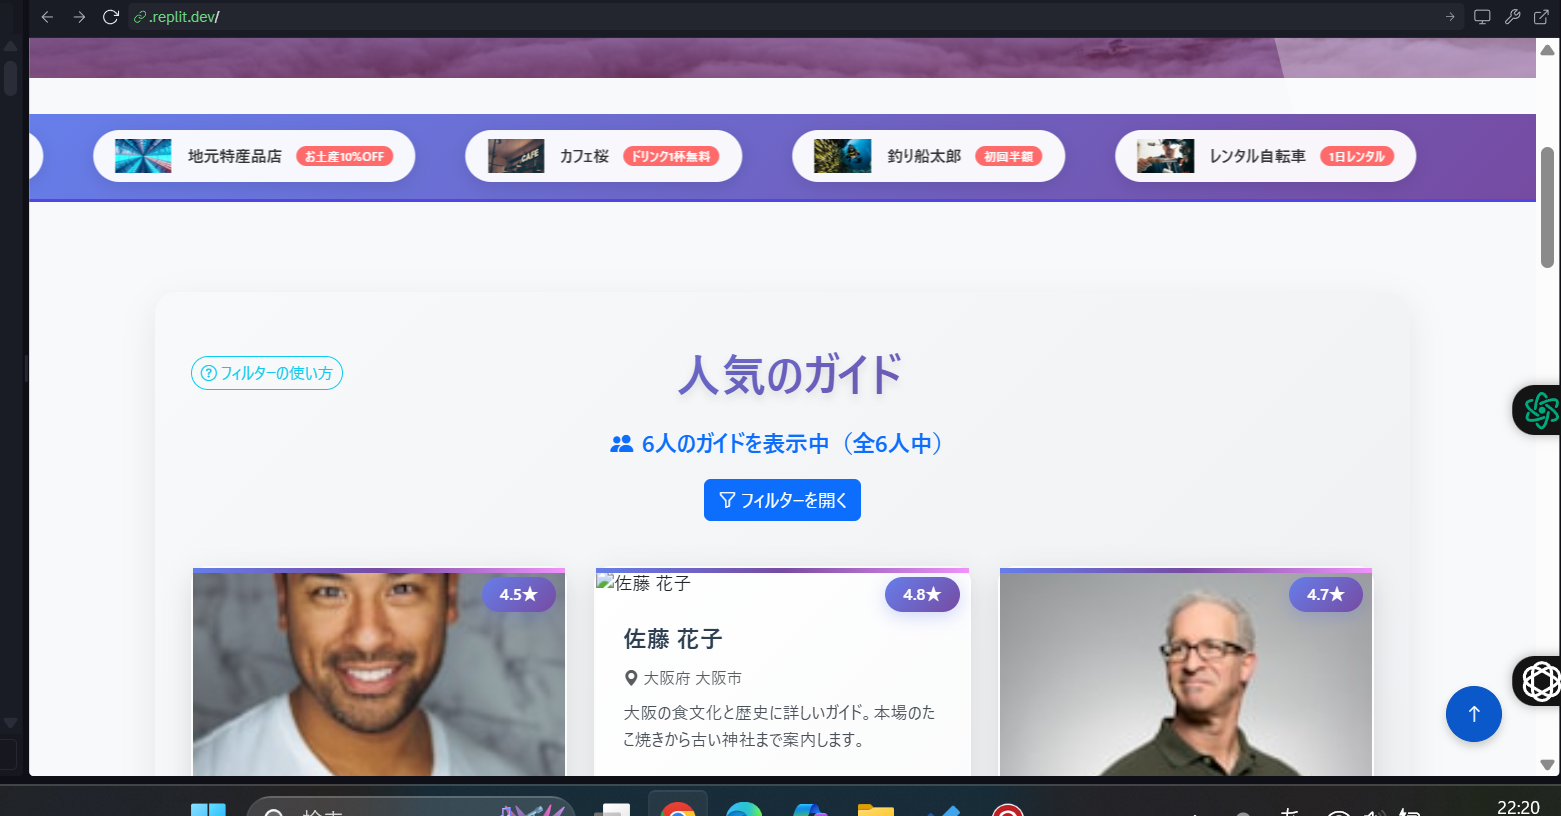 .replit.dev/
地元特産品店 お土産10%OFF
CAFE
カフェ桜 ドリンク1杯無料
釣り船太郎 初回半額
レンタル自転車 1日レンタル
フィルターの使い方
人気のガイド
6人のガイドを表示中（全6人中）
フィルターを開く
4.5★
佐藤 花子
4.8★
4.7★
佐藤 花子
大阪府 大阪市
大阪の食文化と歴史に詳しいガイド。本場のた
こ焼きから古い神社まで案内します。
検索
あ
22:20